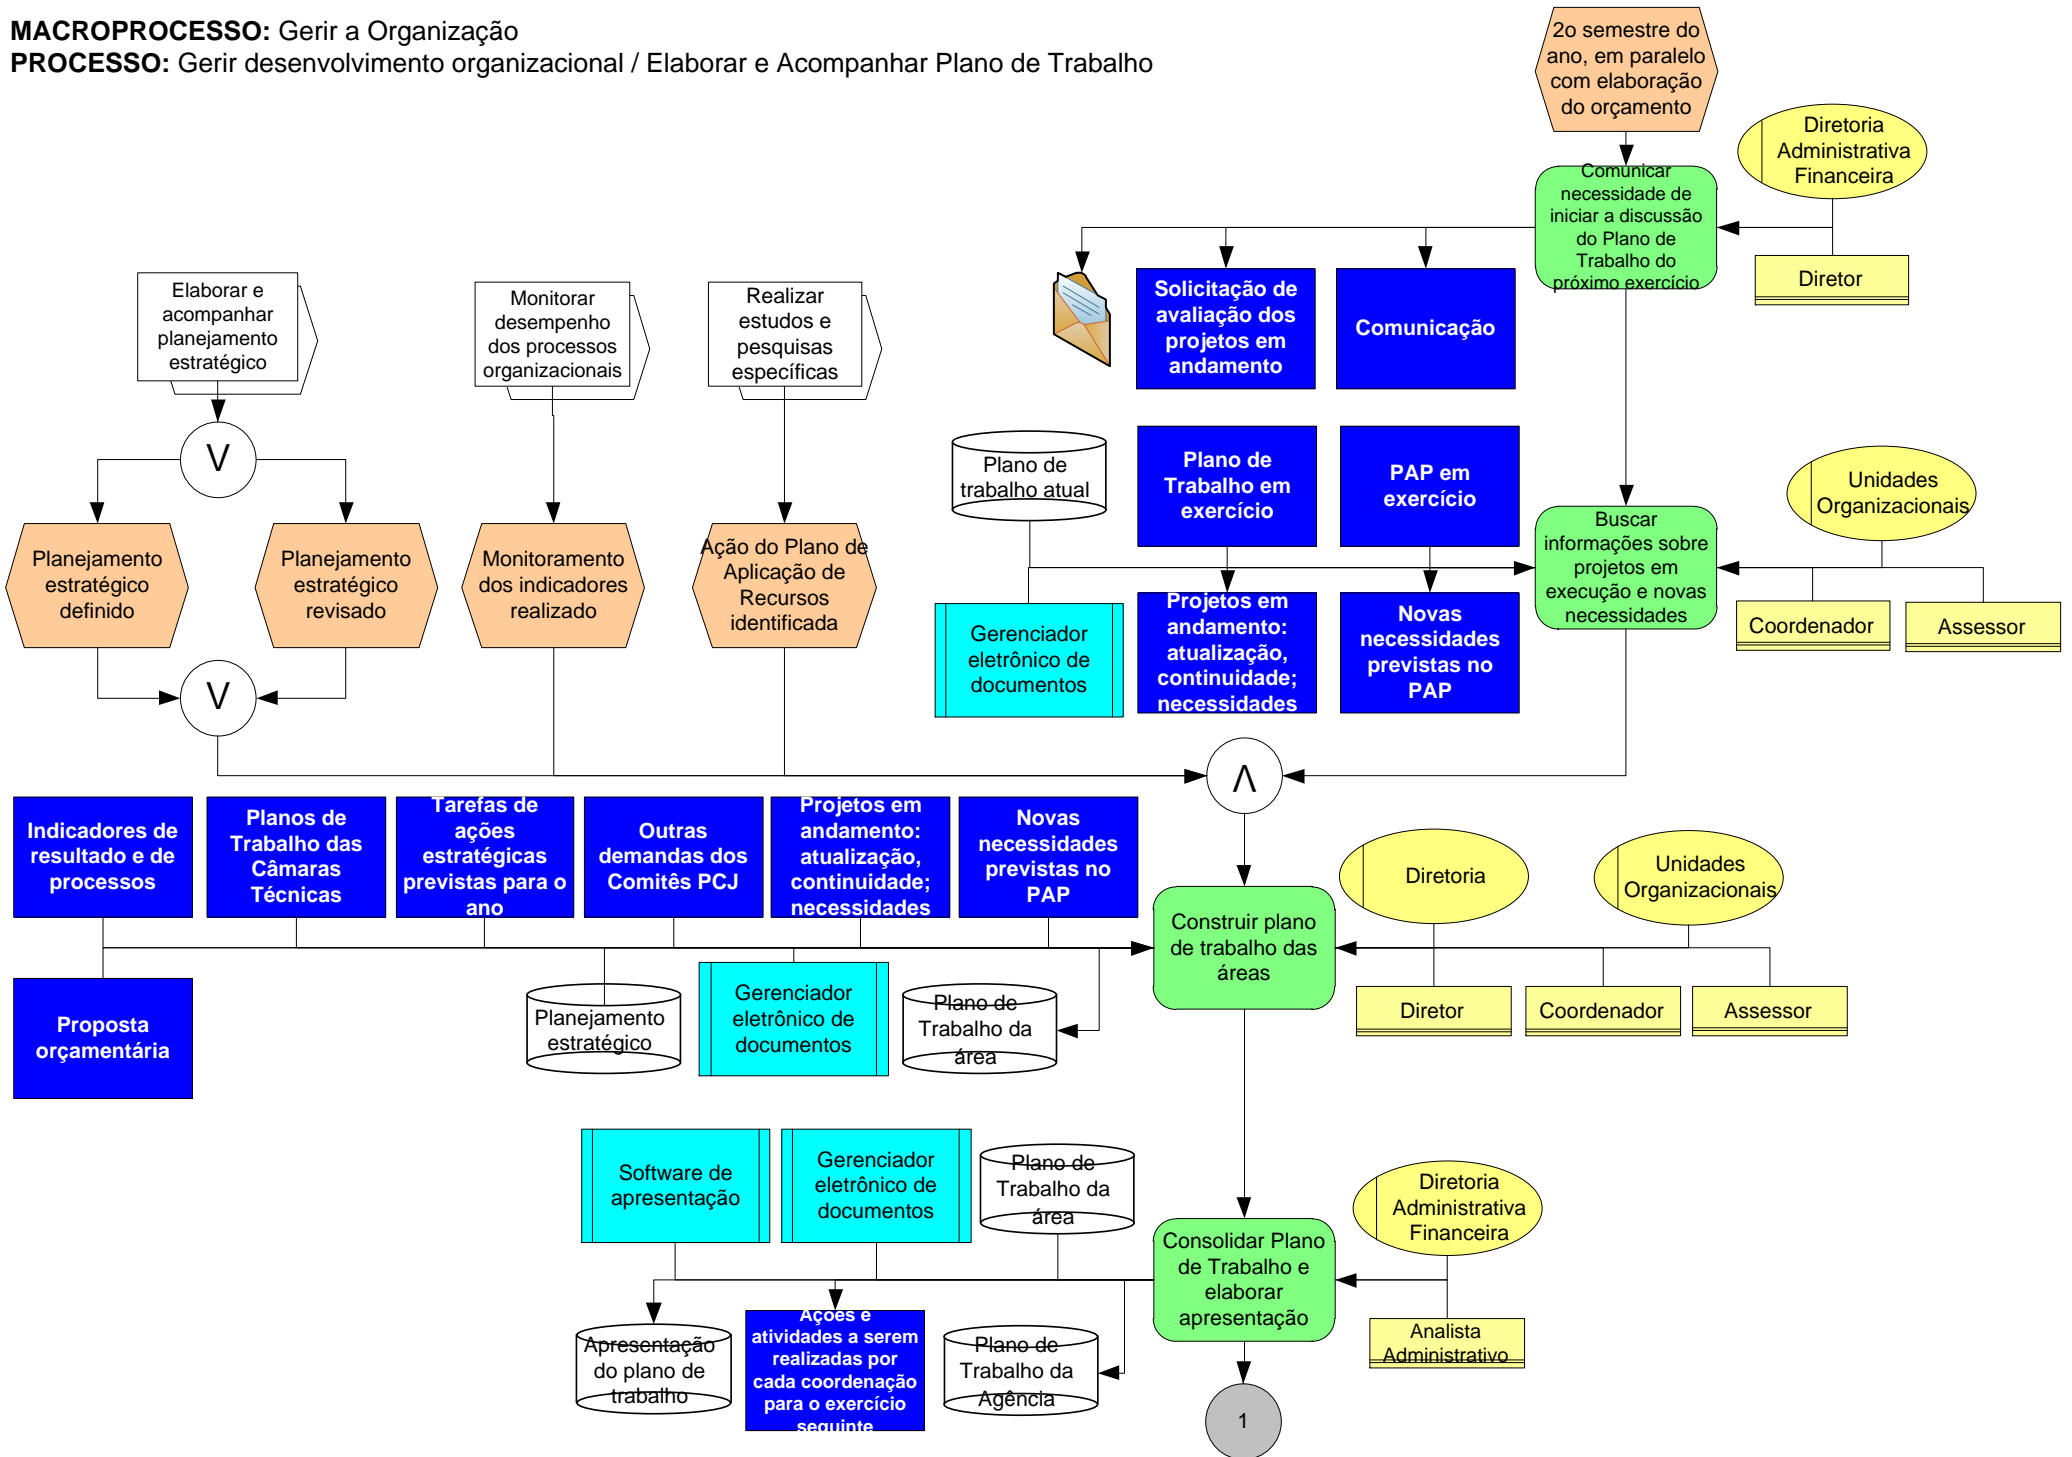 MACROPROCESSO: Gerir a Organização
PROCESSO: Gerir desenvolvimento organizacional / Elaborar e Acompanhar Plano de Trabalho
2o semestre do
ano, em paralelo
com elaboração
do orçamento
Diretoria
Administrativa
Financeira
Comunicar
necessidade de
iniciar a discussão
do Plano de
Trabalho do
próximo exercício
Diretor
Solicitação de
avaliação dos
projetos em
andamento
Comunicação
Elaborar e
acompanhar
planejamento
estratégico
Monitorar
desempenho
dos processos
organizacionais
Realizar
estudos e
pesquisas
específicas
V
Plano de
trabalho atual
Plano de
Trabalho em
exercício
PAP em
exercício
Unidades
Organizacionais
Planejamento
estratégico
definido
Planejamento
estratégico
revisado
Monitoramento
dos indicadores
realizado
Ação do Plano de
Aplicação de
Recursos
identificada
Buscar
informações sobre
projetos em
execução e novas
necessidades
Gerenciador
eletrônico de
documentos
Projetos em
andamento:
atualização,
continuidade;
necessidades
Novas
necessidades
previstas no
PAP
Coordenador
Assessor
V
Λ
Indicadores de
resultado e de
processos
Planos de
Trabalho das
Câmaras
Técnicas
Tarefas de
ações
estratégicas
previstas para o
ano
Outras
demandas dos
Comitês PCJ
Projetos em
andamento:
atualização,
continuidade;
necessidades
Novas
necessidades
previstas no
PAP
Diretoria
Unidades
Organizacionais
Construir plano
de trabalho das
áreas
Proposta
orçamentária
Planejamento
estratégico
Gerenciador
eletrônico de
documentos
Plano de
Trabalho da
área
Diretor
Coordenador
Assessor
Software de
apresentação
Gerenciador
eletrônico de
documentos
Plano de
Trabalho da
área
Diretoria
Administrativa
Financeira
Consolidar Plano
de Trabalho e
elaborar
apresentação
Apresentação
do plano de
trabalho
Ações e
atividades a serem
realizadas por
cada coordenação
para o exercício
seguinte
Plano de
Trabalho da
Agência
Analista
Administrativo
1